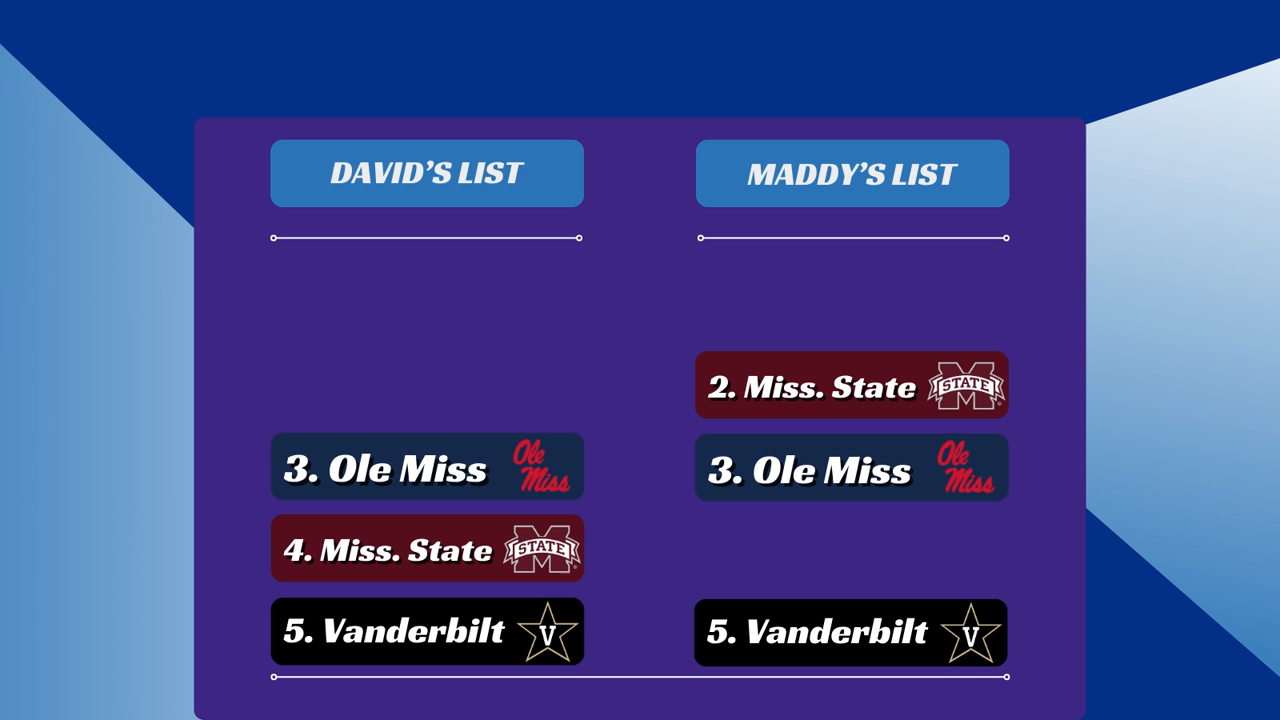 DAVID'S LIST
3. Ole Miss Ole Miss
4. Miss. State M STATE
5. Vanderbilt V
MADDY'S LIST
2. Miss. State M STATE
3. Ole Miss Ole Miss
5. Vanderbilt V